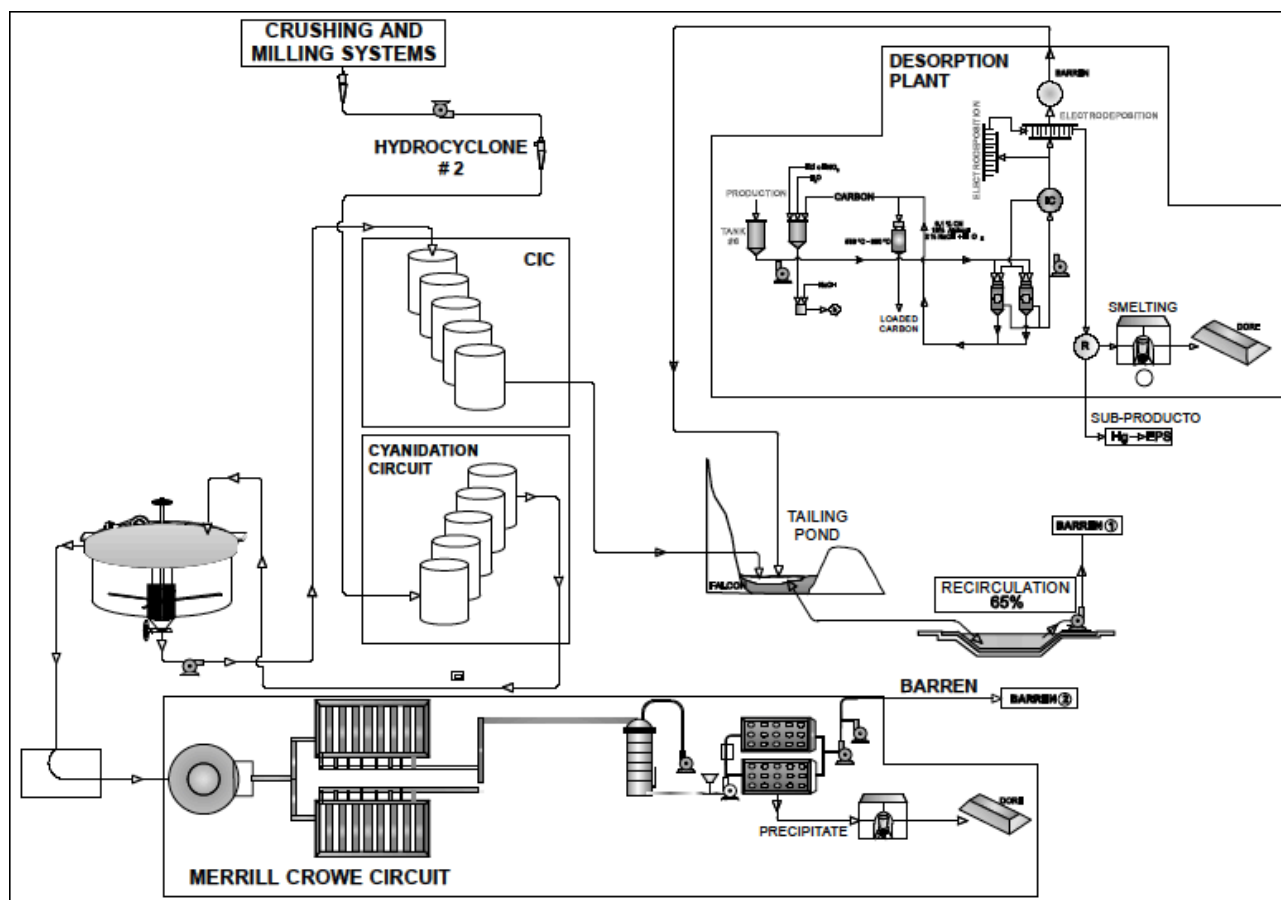 CRUSHING AND
MILLING SYSTEMS
HYDROCYCLONE
# 2
DESORPTION
PLANT
BARREN
ELECTRODEPOSITION
ELECTRODEPOSITION
PRODUCTION
TANK
CARBON
IC
LOADED
CARBON
SMELTING
DORE
R
SUB-PRODUCTO
Hg→EPS
CIC
CYANIDATION
CIRCUIT
TAILING
POND
FALCON
BARREN ①
RECIRCULATION
65%
BARREN
BARREN ②
PRECIPITATE
DORE
MERRILL CROWE CIRCUIT